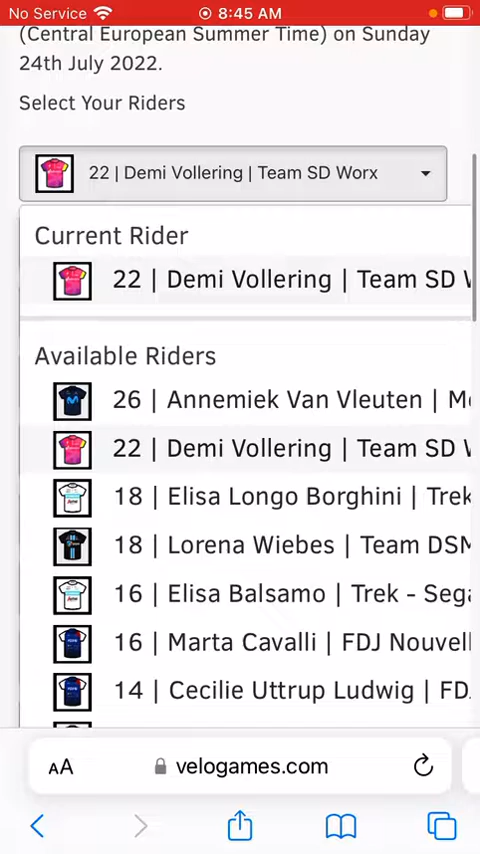 No Service 8:45 AM
(Central European Summer Time) on Sunday
24th July 2022.
Select Your Riders
22 | Demi Vollering | Team SD Worx
Current Rider
22 | Demi Vollering | Team SD W
Available Riders
26 | Annemiek Van Vleuten | Mo
22 | Demi Vollering | Team SD W
18 | Elisa Longo Borghini | Trek
18 | Lorena Wiebes | Team DSM
16 | Elisa Balsamo | Trek - Sega
16 | Marta Cavalli | FDJ Nouvell
14 | Cecilie Uttrup Ludwig | FD
AA velogames.com